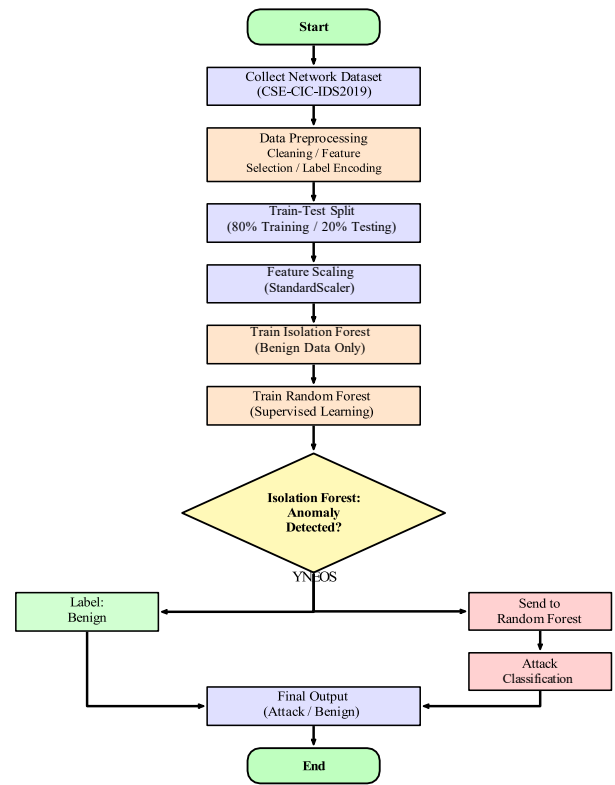 Start
Collect Network Dataset
(CSE-CIC-IDS2019)
Data Preprocessing
Cleaning / Feature
Selection / Label Encoding
Train-Test Split
(80% Training / 20% Testing)
Feature Scaling
(StandardScaler)
Train Isolation Forest
(Benign Data Only)
Train Random Forest
(Supervised Learning)
Isolation Forest:
Anomaly
Detected?
Label:
Benign
Send to
Random Forest
Attack
Classification
Final Output
(Attack / Benign)
End